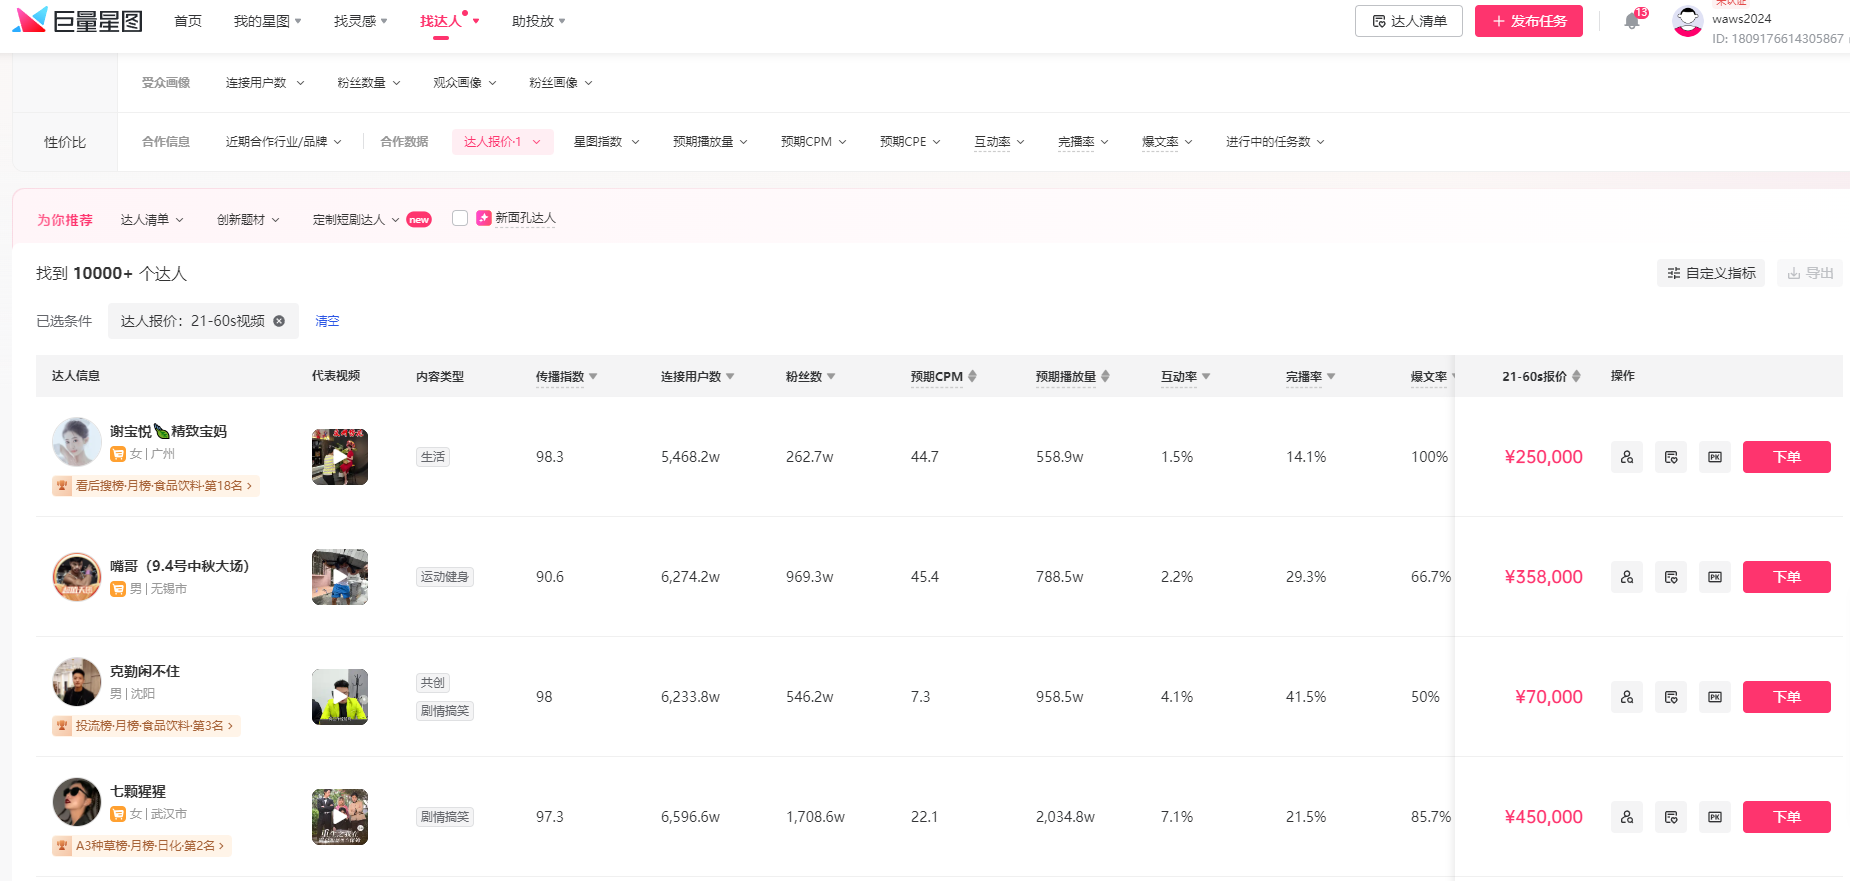 巨量星图 首页 我的星图 找灵感 找达人 助投放 达人清单 + 发布任务 13 未认证
waws2024
ID: 1809176614305867
受众画像 连接用户数 粉丝数量 观众画像 粉丝画像
性价比 合作信息 近期合作行业/品牌 合作数据 达人报价·1 星图指数 预期播放量 预期CPM 预期CPE 互动率 完播率 爆文率 进行中的任务数
为你推荐 达人清单 创新题材 定制短剧达人 new 新面孔达人
找到 10000+ 个达人 自定义指标 导出
已选条件 达人报价：21-60s视频 清空
达人信息 代表视频 内容类型 传播指数 连接用户数 粉丝数 预期CPM 预期播放量 互动率 完播率 爆文率 21-60s报价 操作
谢宝悦 精致宝妈
女 | 广州
看后搜榜·月榜·食品饮料·第18名 >
生活 98.3 5,468.2w 262.7w 44.7 558.9w 1.5% 14.1% 100% ¥250,000 PK 下单
嘴哥（9.4号中秋大场）
男 | 无锡市
运动健身 90.6 6,274.2w 969.3w 45.4 788.5w 2.2% 29.3% 66.7% ¥358,000 PK 下单
克勤闲不住
男 | 沈阳
投流榜·月榜·食品饮料·第3名 >
共创
剧情搞笑
98 6,233.8w 546.2w 7.3 958.5w 4.1% 41.5% 50% ¥70,000 PK 下单
七颗猩猩
女 | 武汉市
A3种草榜·月榜·日化·第2名 >
剧情搞笑 97.3 6,596.6w 1,708.6w 22.1 2,034.8w 7.1% 21.5% 85.7% ¥450,000 PK 下单